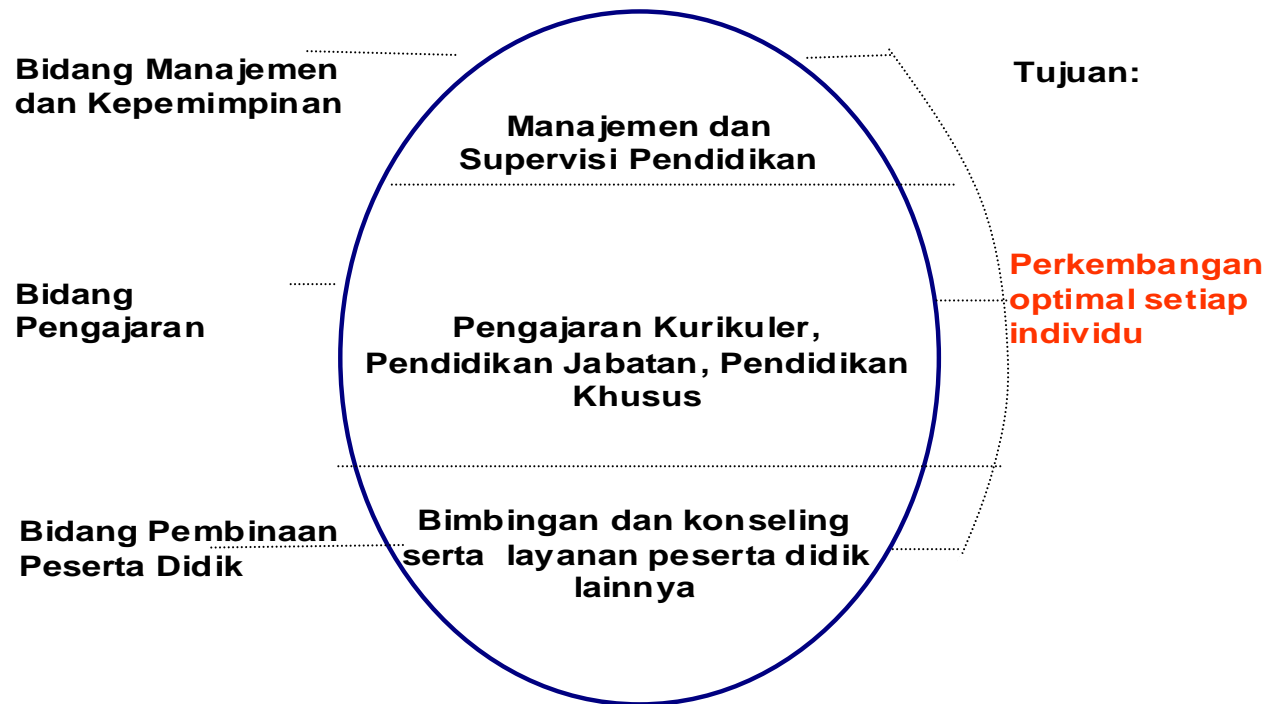 Bidang Manajemen
dan Kepemimpinan
Manajemen dan
Supervisi Pendidikan
Tujuan:
Bidang
Pengajaran
Pengajaran Kurikuler,
Pendidikan Jabatan, Pendidikan
Khusus
Perkembangan
optimal setiap
individu
Bidang Pembinaan
Peserta Didik
Bimbingan dan konseling
serta layanan peserta didik
lainnya